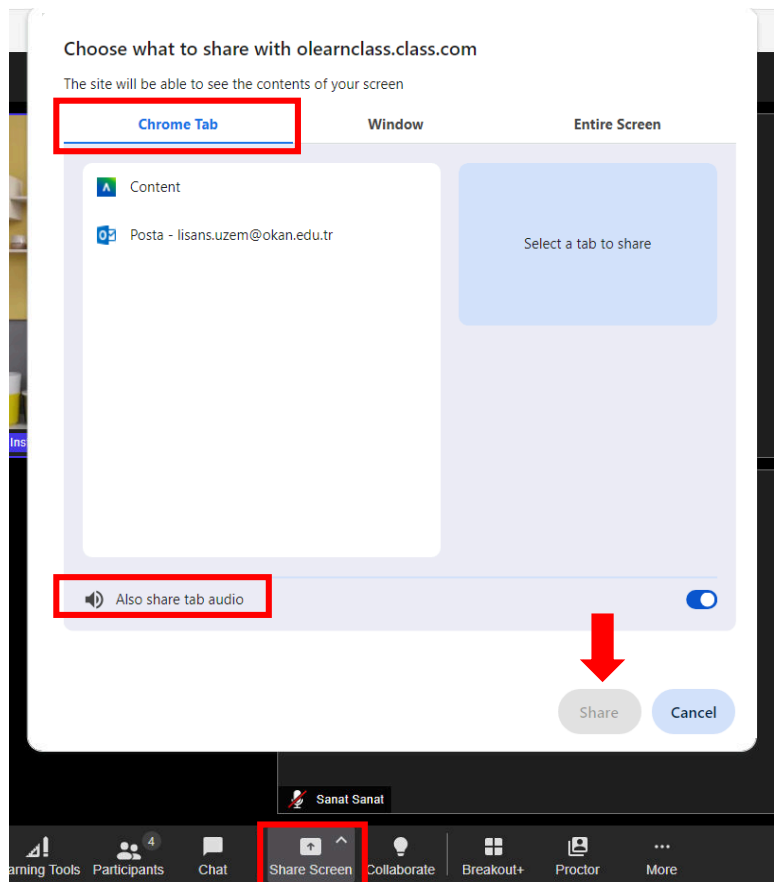 Choose what to share with olearnclass.class.com
The site will be able to see the contents of your screen
Chrome Tab Window Entire Screen
Content
Posta - lisans.uzem@okan.edu.tr
Select a tab to share
Ins
Also share tab audio
Share Cancel
Sanat Sanat
4
arning Tools Participants Chat Share Screen Collaborate Breakout+ Proctor More